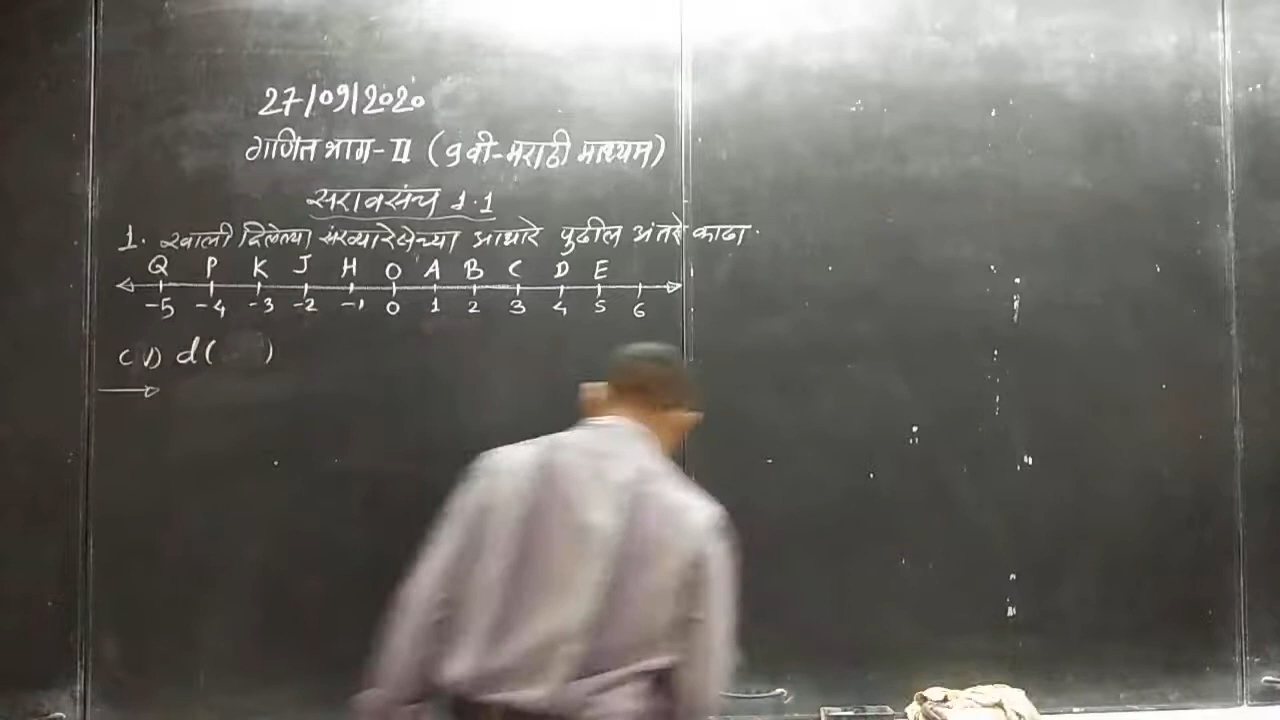 27/09/2020
गणित भाग-II (9वी-मराठी माध्यम)
सरावसंच 1.1
1. खाली दिलेल्या संख्यारेषेच्या आधारे पुढील अंतरे काढा.
Q P K J H O A B C D E
-5 -4 -3 -2 -1 0 1 2 3 4 5 6
(1) d( )